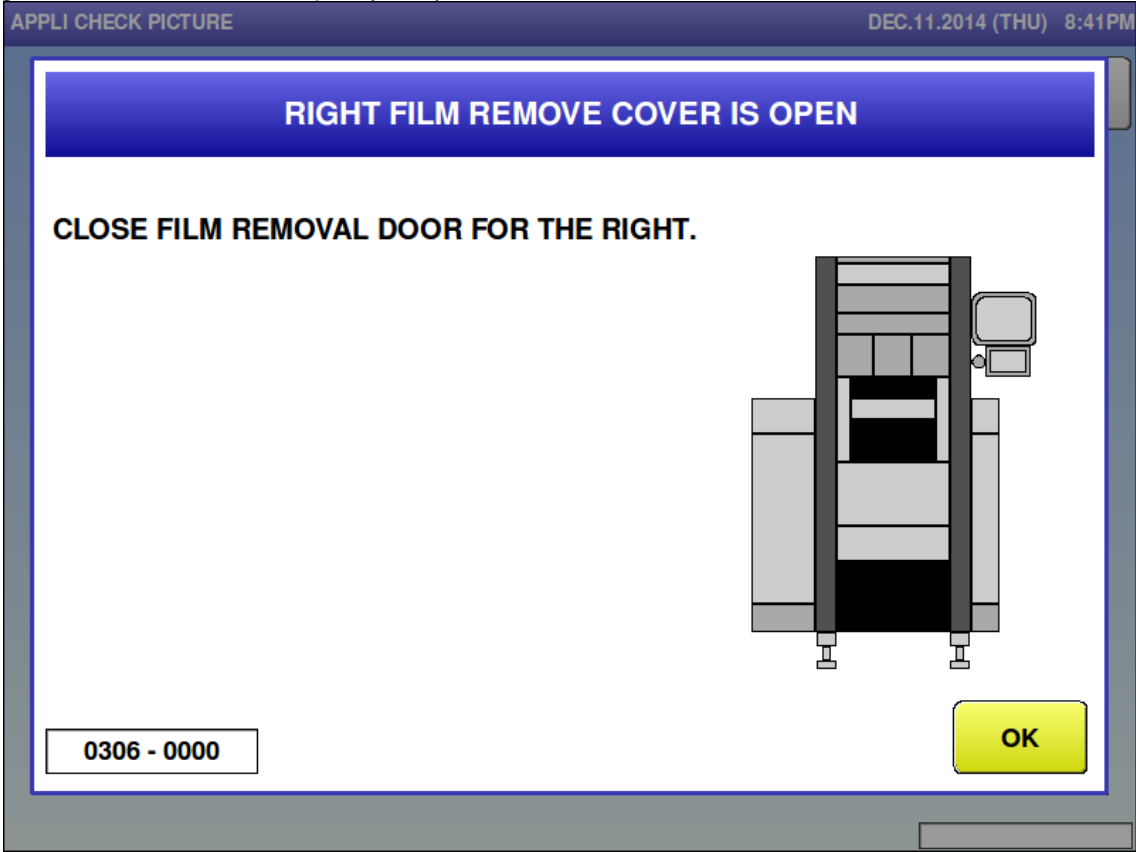 APPLI CHECK PICTURE
DEC.11.2014 (THU) 8:41PM
RIGHT FILM REMOVE COVER IS OPEN
CLOSE FILM REMOVAL DOOR FOR THE RIGHT.
0306 - 0000
OK